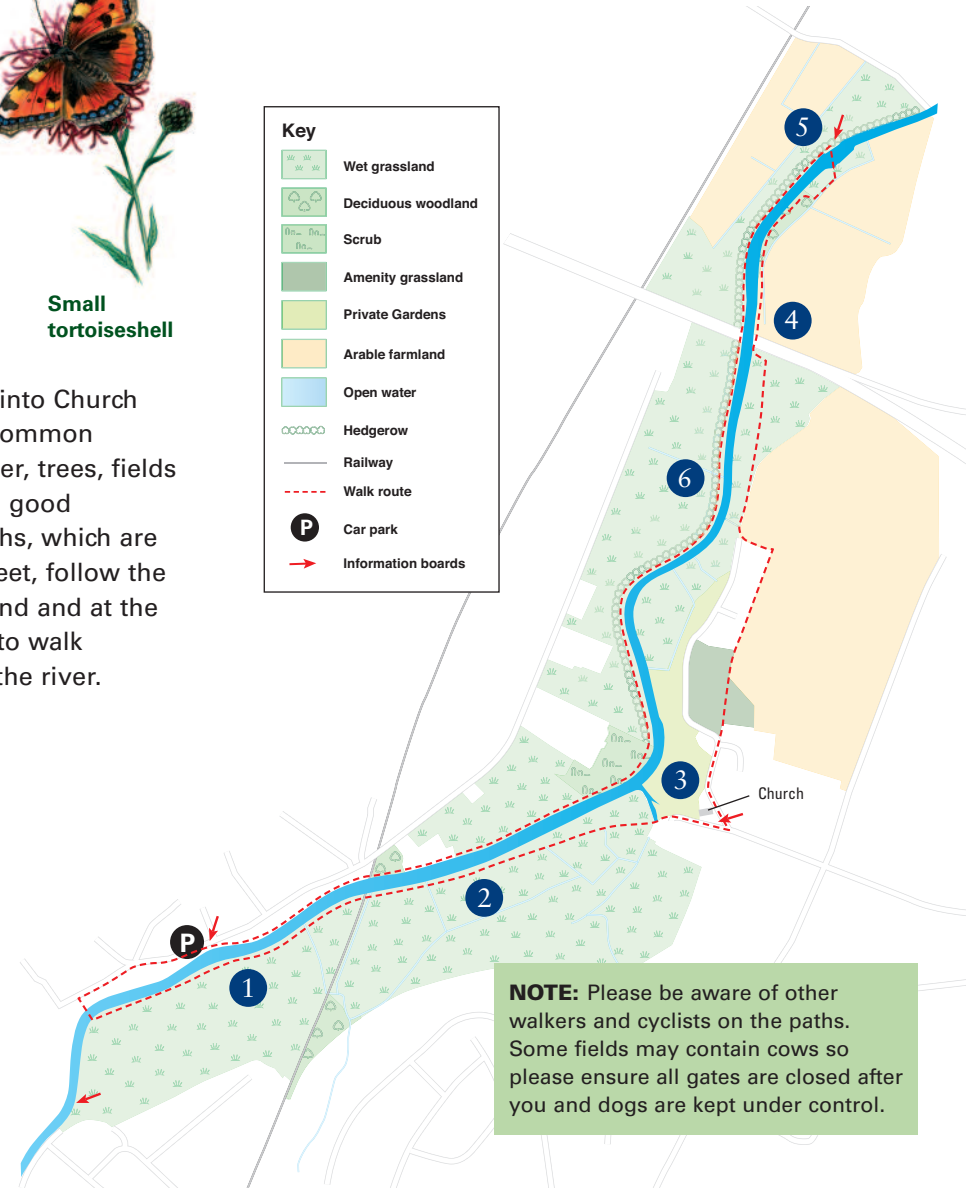 Small
tortoiseshell
into Church
ommon
er, trees, fields
good
hs, which are
eet, follow the
nd and at the
to walk
the river.
Key
Wet grassland
Deciduous woodland
Scrub
Amenity grassland
Private Gardens
Arable farmland
Open water
Hedgerow
Railway
Walk route
P
Car park
Information boards
5
4
6
3
Church
2
P
1
NOTE: Please be aware of other
walkers and cyclists on the paths.
Some fields may contain cows so
please ensure all gates are closed after
you and dogs are kept under control.